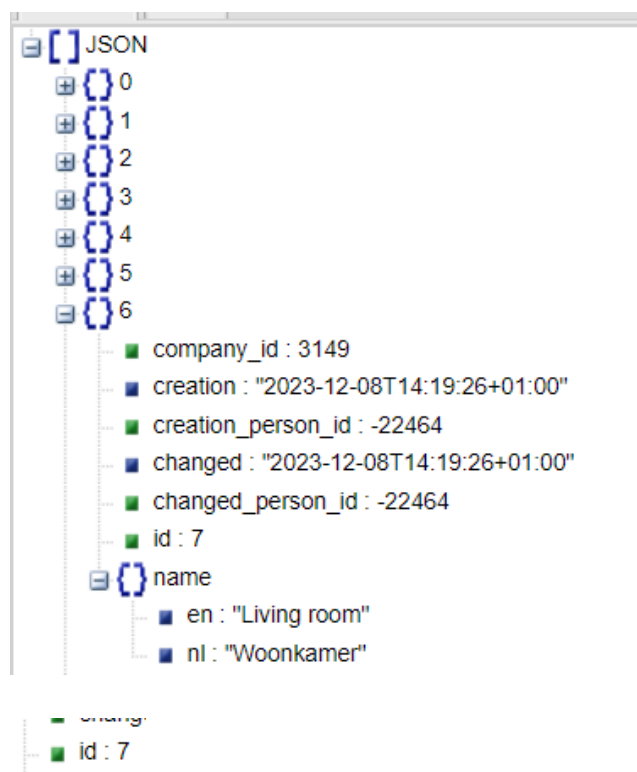 JSON
0
1
2
3
4
5
6
company_id : 3149
creation : "2023-12-08T14:19:26+01:00"
creation_person_id : -22464
changed : "2023-12-08T14:19:26+01:00"
changed_person_id : -22464
id : 7
name
en : "Living room"
nl : "Woonkamer"
id : 7